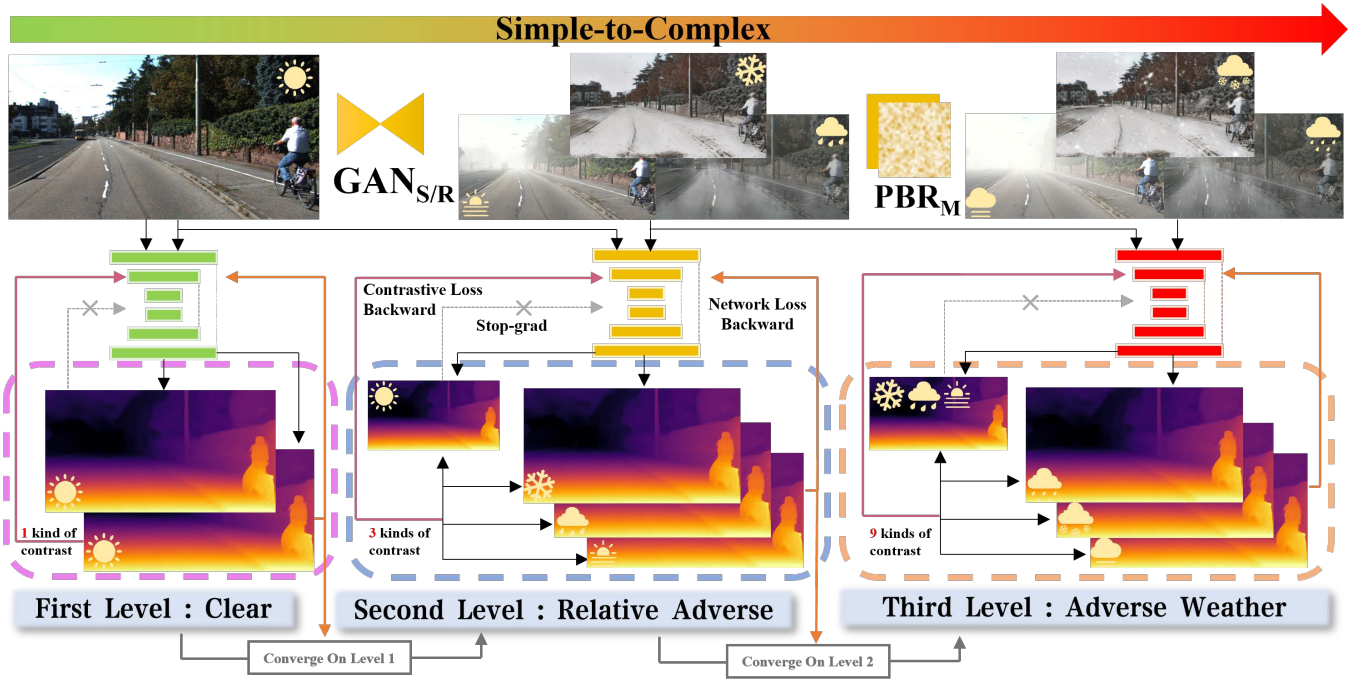 Simple-to-Complex
GAN_S/R
PBR_M
Contrastive Loss
Backward
Stop-grad
Network Loss
Backward
1 kind of
contrast
3 kinds of
contrast
9 kinds of
contrast
First Level : Clear
Second Level : Relative Adverse
Third Level : Adverse Weather
Converge On Level 1
Converge On Level 2